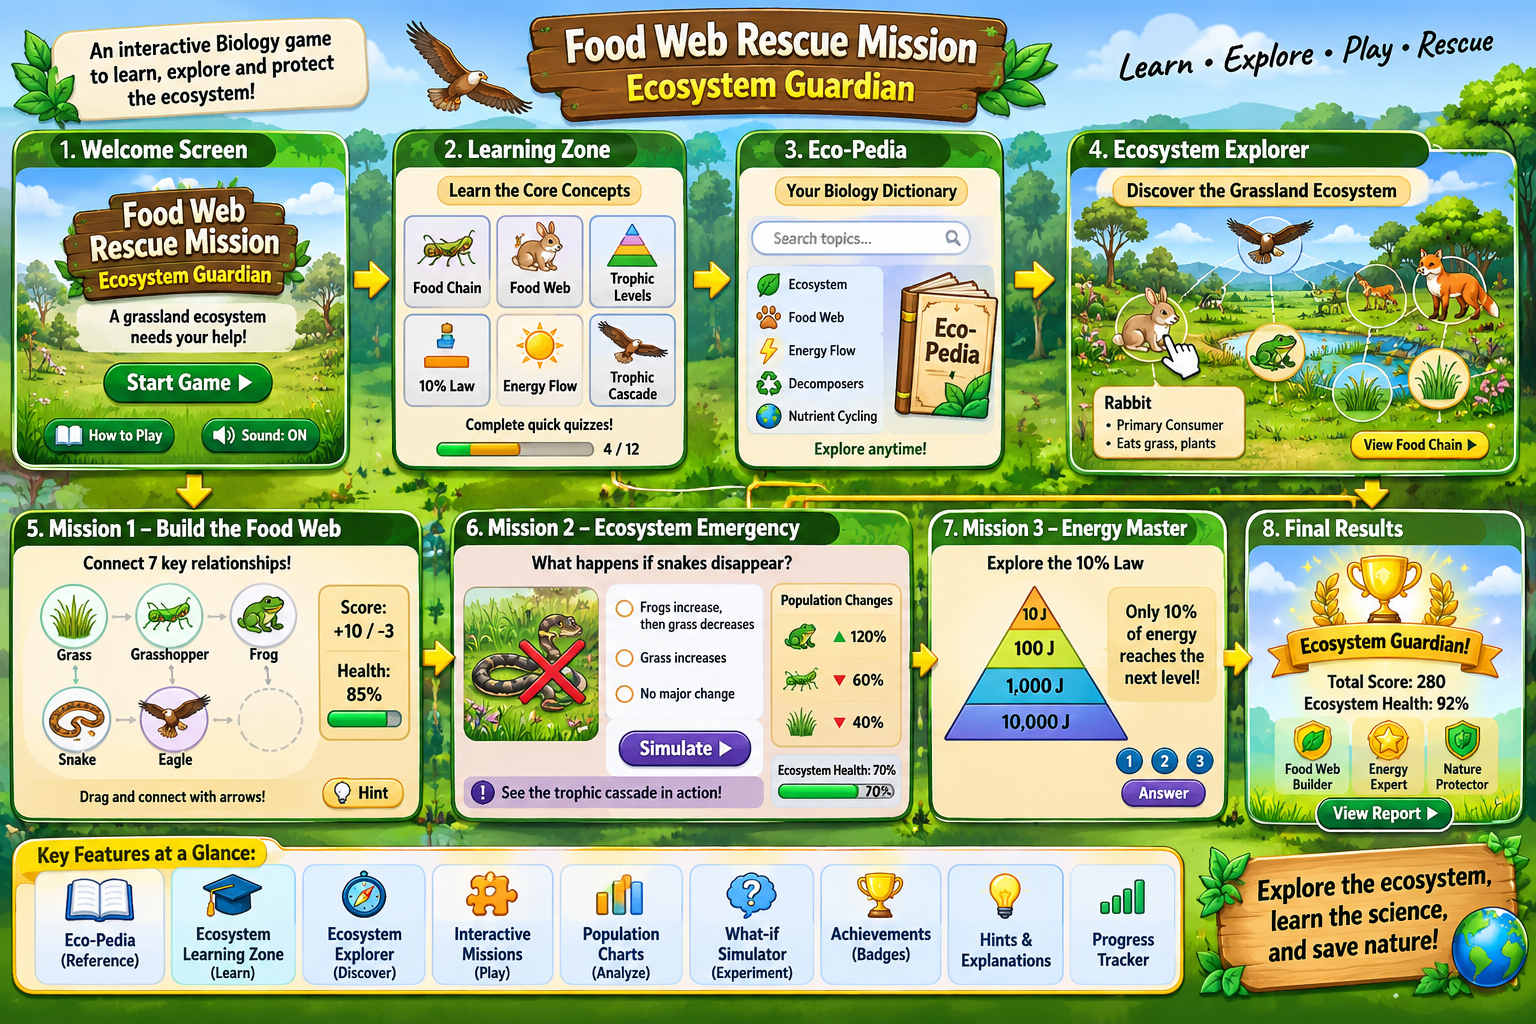 An interactive Biology game
to learn, explore and protect
the ecosystem!
Food Web Rescue Mission
Ecosystem Guardian
Learn • Explore • Play • Rescue
1. Welcome Screen
Food Web
Rescue Mission
Ecosystem Guardian
A grassland ecosystem
needs your help!
Start Game
How to Play
Sound: ON
2. Learning Zone
Learn the Core Concepts
Food Chain
Food Web
Trophic
Levels
10% Law
Energy Flow
Trophic
Cascade
Complete quick quizzes!
4 / 12
3. Eco-Pedia
Your Biology Dictionary
Search topics...
Ecosystem
Food Web
Energy Flow
Decomposers
Nutrient Cycling
Eco-
Pedia
Explore anytime!
4. Ecosystem Explorer
Discover the Grassland Ecosystem
Rabbit
• Primary Consumer
• Eats grass, plants
View Food Chain
5. Mission 1 – Build the Food Web
Connect 7 key relationships!
Grass
Grasshopper
Frog
Snake
Eagle
Score:
+10 / -3
Health:
85%
Drag and connect with arrows!
Hint
6. Mission 2 – Ecosystem Emergency
What happens if snakes disappear?
Frogs increase,
then grass decreases
Grass increases
No major change
Simulate
! See the trophic cascade in action!
Population Changes
120%
60%
40%
Ecosystem Health: 70%
70%
7. Mission 3 – Energy Master
Explore the 10% Law
10 J
100 J
1,000 J
10,000 J
Only 10%
of energy
reaches the
next level!
1 2 3
Answer
8. Final Results
Ecosystem Guardian!
Total Score: 280
Ecosystem Health: 92%
Food Web
Builder
Energy
Expert
Nature
Protector
View Report
Key Features at a Glance:
Eco-Pedia
(Reference)
Ecosystem
Learning Zone
(Learn)
Ecosystem
Explorer
(Discover)
Interactive
Missions
(Play)
Population
Charts
(Analyze)
What-if
Simulator
(Experiment)
Achievements
(Badges)
Hints &
Explanations
Progress
Tracker
Explore the ecosystem,
learn the science,
and save nature!